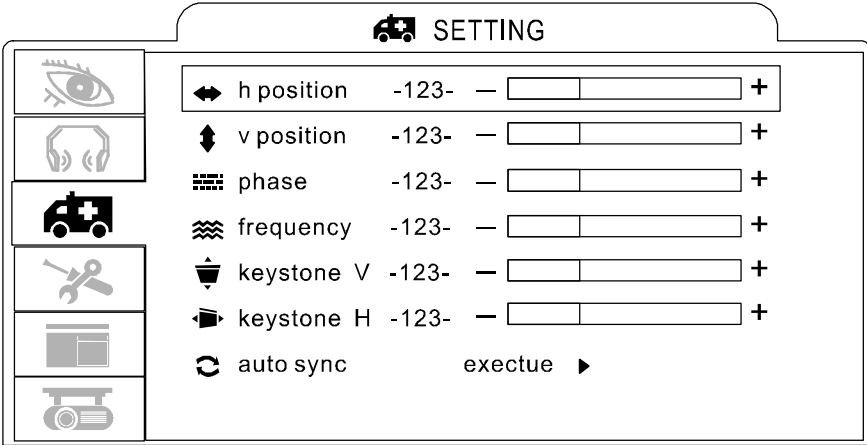 SETTING
h position -123- — +
v position -123- — +
phase -123- — +
frequency -123- — +
keystone V -123- — +
keystone H -123- — +
auto sync exectue